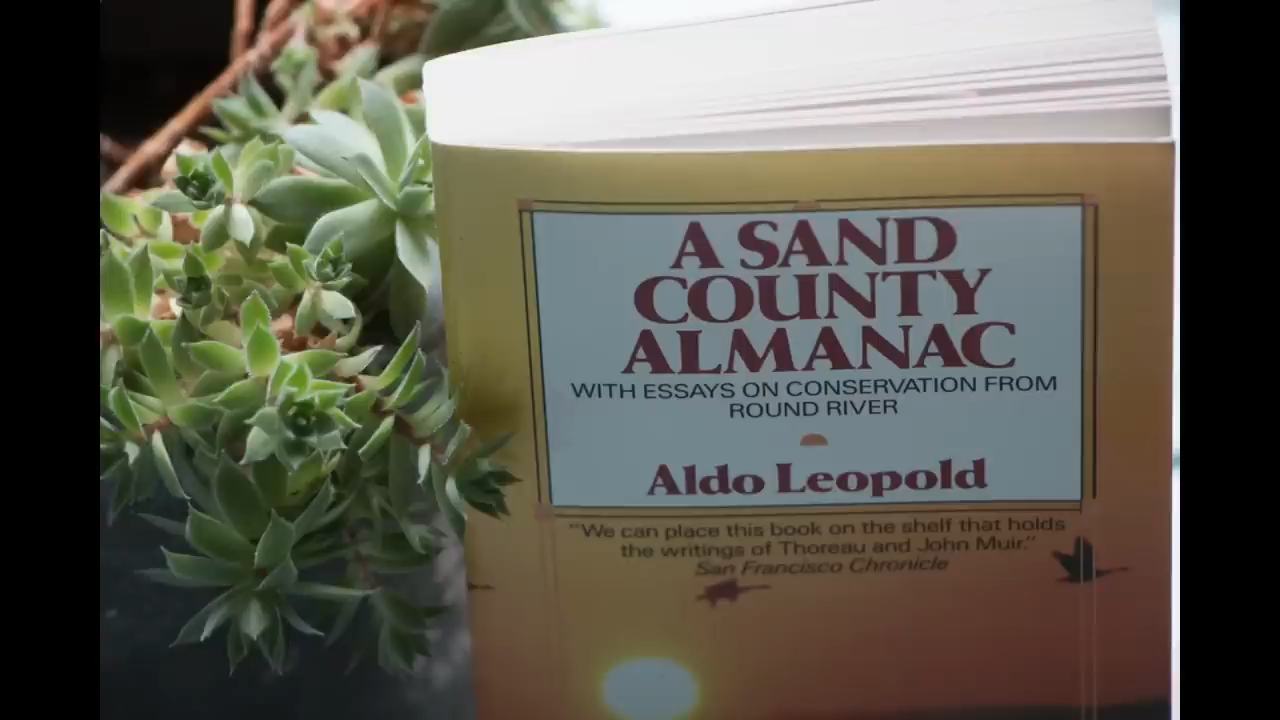 A SAND
COUNTY
ALMANAC
WITH ESSAYS ON CONSERVATION FROM
ROUND RIVER
Aldo Leopold
"We can place this book on the shelf that holds
the writings of Thoreau and John Muir."
San Francisco Chronicle